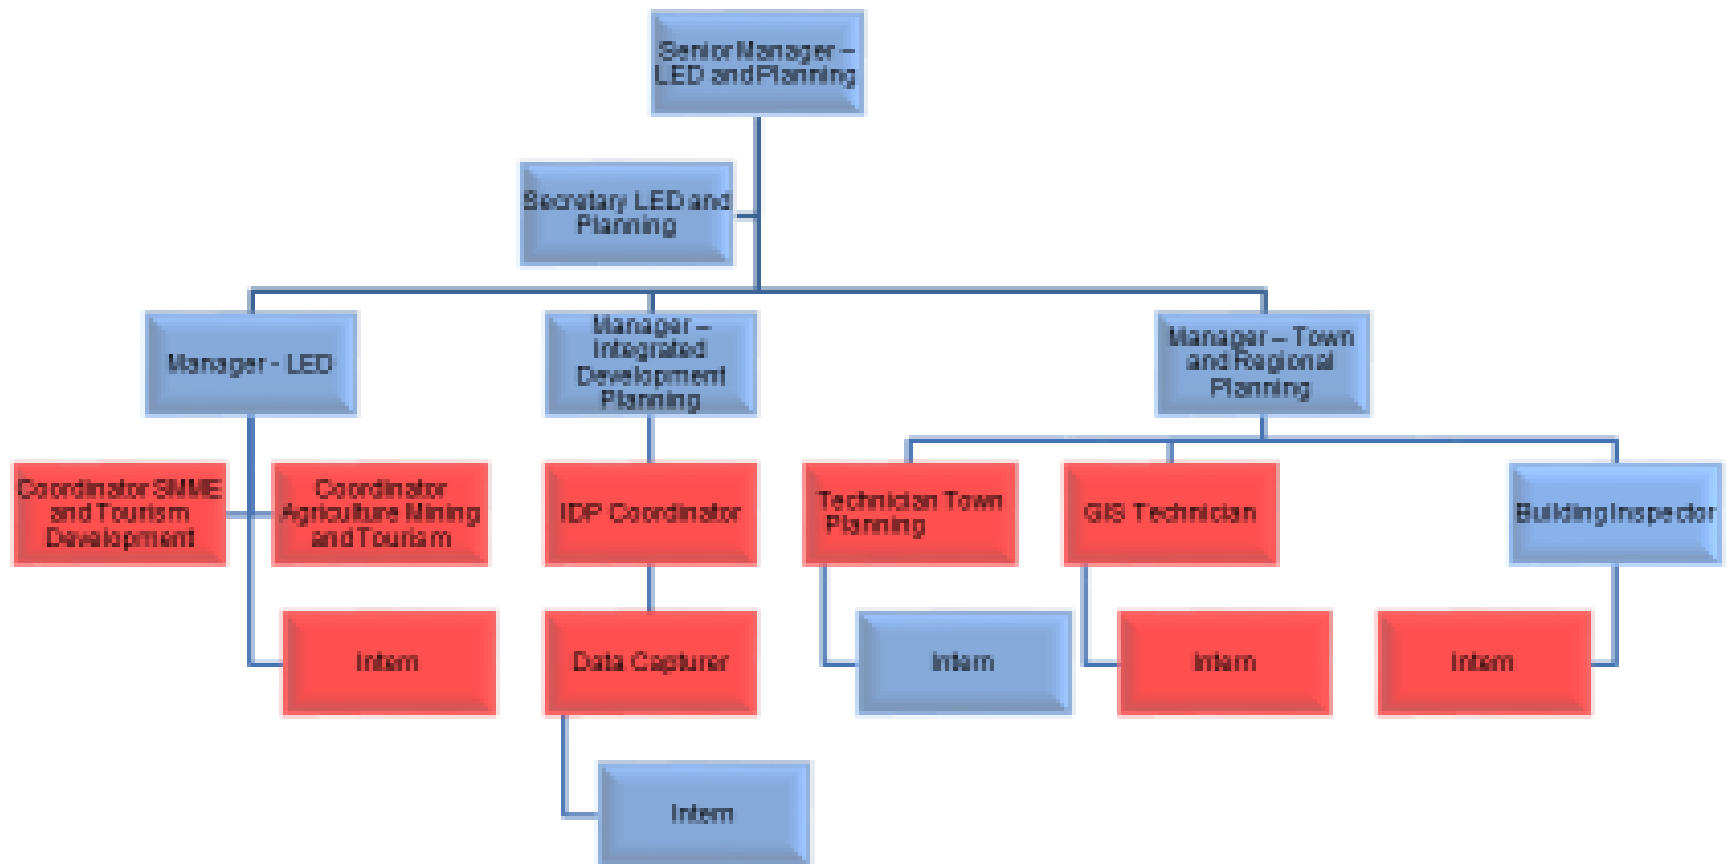 Senior Manager –
LED and Planning
Secretary LED and
Planning
Manager - LED
Manager –
Integrated
Development
Planning
Manager – Town
and Regional
Planning
Coordinator SMME
and Tourism
Development
Coordinator
Agriculture Mining
and Tourism
IDP Coordinator
Technician Town
Planning
GIS Technician
Building Inspector
Intern
Data Capturer
Intern
Intern
Intern
Intern